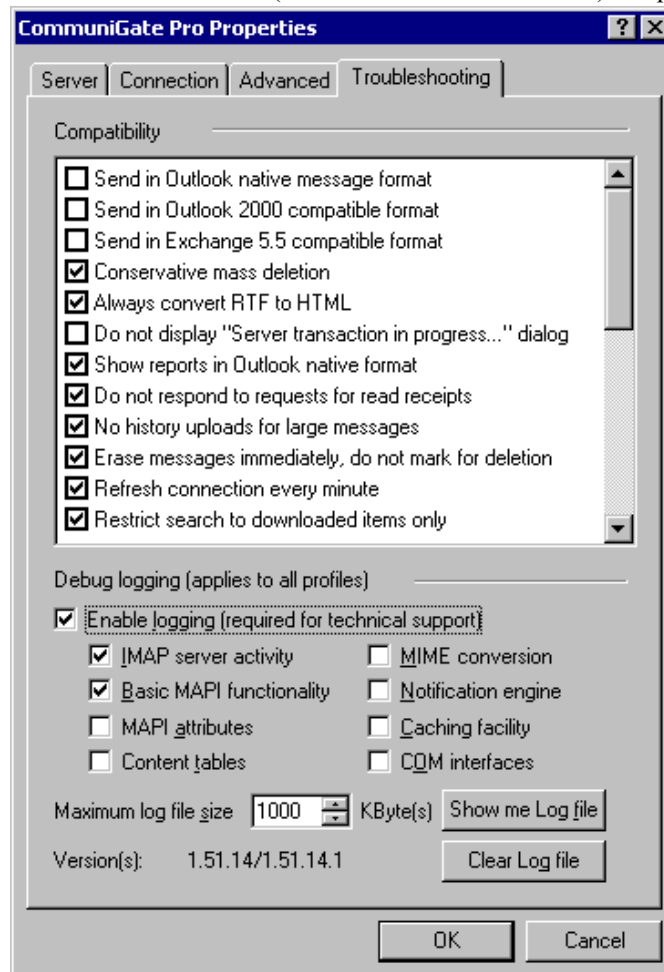 CommuniGate Pro Properties
Server Connection Advanced Troubleshooting
Compatibility
Send in Outlook native message format
Send in Outlook 2000 compatible format
Send in Exchange 5.5 compatible format
Conservative mass deletion
Always convert RTF to HTML
Do not display "Server transaction in progress..." dialog
Show reports in Outlook native format
Do not respond to requests for read receipts
No history uploads for large messages
Erase messages immediately, do not mark for deletion
Refresh connection every minute
Restrict search to downloaded items only
Debug logging (applies to all profiles)
Enable logging (required for technical support)
IMAP server activity MIME conversion
Basic MAPI functionality Notification engine
MAPI attributes Caching facility
Content tables COM interfaces
Maximum log file size 1000 KByte(s) Show me Log file
Version(s): 1.51.14/1.51.14.1 Clear Log file
OK Cancel